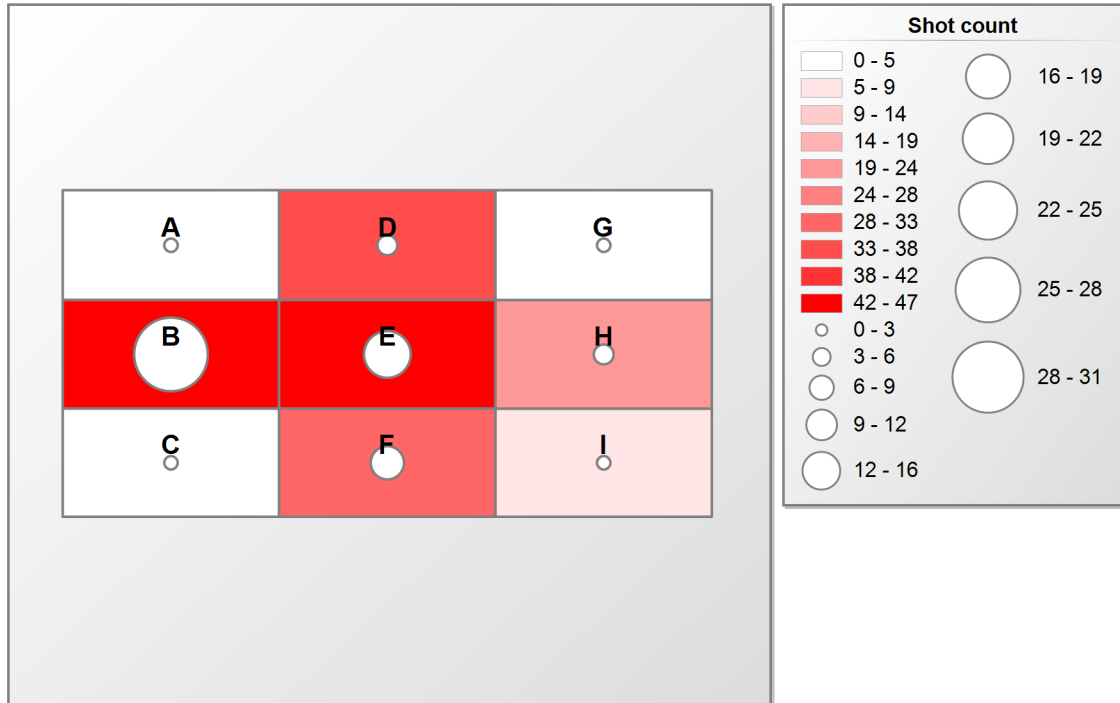 Shot count
A
D
G
B
E
H
C
F
I
0 - 5
5 - 9
9 - 14
14 - 19
19 - 24
24 - 28
28 - 33
33 - 38
38 - 42
42 - 47
0 - 3
3 - 6
6 - 9
9 - 12
12 - 16
16 - 19
19 - 22
22 - 25
25 - 28
28 - 31